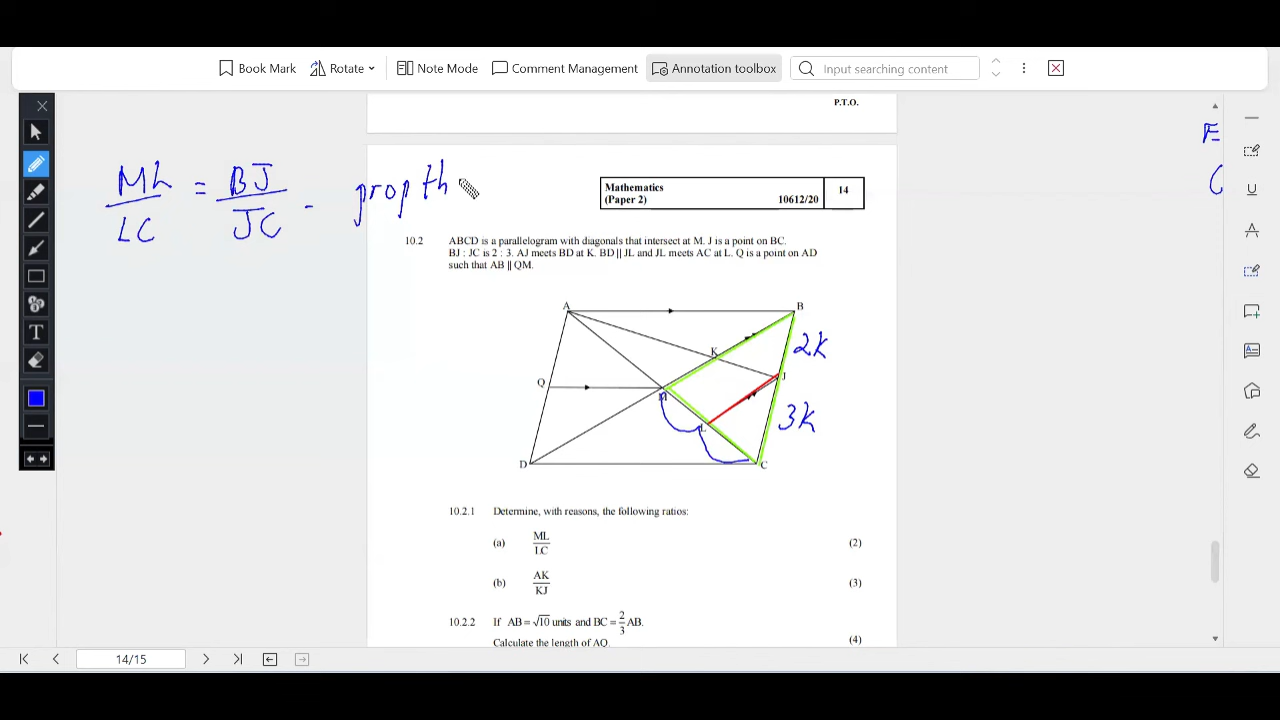 Book Mark Rotate Note Mode Comment Management Annotation toolbox Input searching content
P.T.O.
ML/LC = BJ/JC - prop th
E
Mathematics
(Paper 2) 10612/20
14
10.2 ABCD is a parallelogram with diagonals that intersect at M. J is a point on BC.
BJ : JC is 2 : 3. AJ meets BD at K. BD || JL and JL meets AC at L. Q is a point on AD
such that AB || QM.
A B
K 2K
J
Q
M
L 3K
D C
10.2.1 Determine, with reasons, the following ratios:
(a) ML/LC (2)
(b) AK/KJ (3)
10.2.2 If AB = √10 units and BC = 2/3 AB.
Calculate the length of AQ. (4)
T
14/15